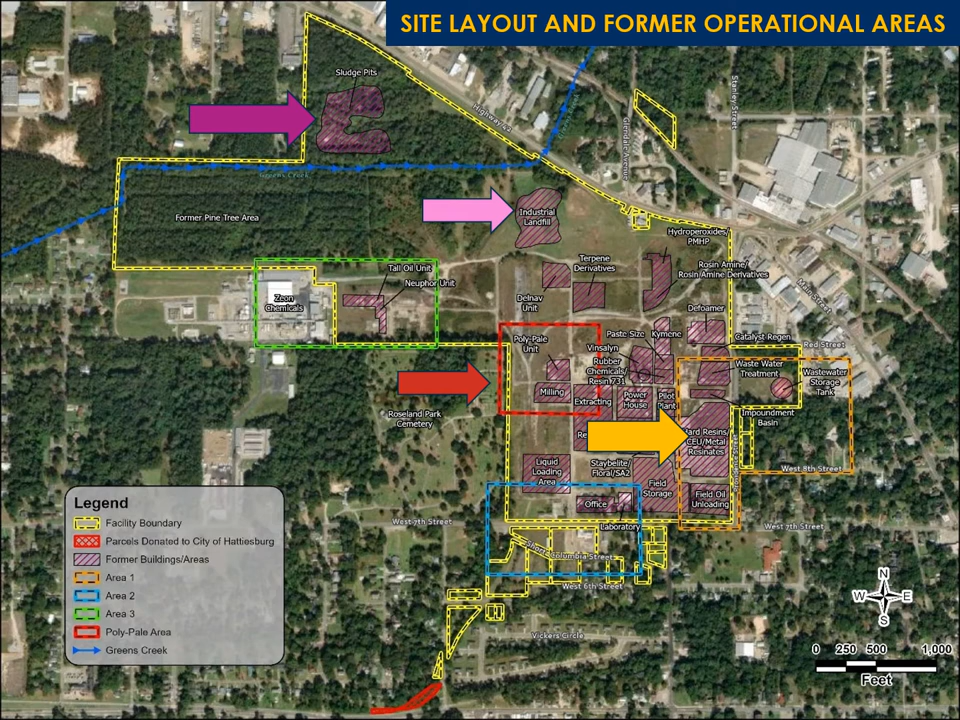 SITE LAYOUT AND FORMER OPERATIONAL AREAS
Sludge Pits
Highway 42
Glendale Avenue
Stanley Street
Greens Creek
Former Pine Tree Area
Industrial
Landfill
Hydroperoxides/
PMHP
Terpene
Derivatives
Rosin Amine/
Rosin Amine Derivatives
Tall Oil Unit
Neuphor Unit
Zeon
Chemicals
Delnav
Unit
Main Street
Defoamer
Paste Size
Kymene
Catalyst Regen
Red Street
Poly-Pale
Unit
Vinsalyn
Rubber
Chemicals/
Resin 731
Waste Water
Treatment
Wastewater
Storage
Tank
Milling
Extracting
Power
House
Pilot
Plant
Impoundment
Basin
Roseland Park
Cemetery
Hard Resins/
CEU/Metal
Resinates
Liquid
Loading
Area
Staybelite/
Floral/SA2
Field
Storage
West 8th Street
Field Oil
Unloading
Office
Laboratory
West 7th Street
West 7th Street
Short Columbia Street
West 6th Street
Vickers Circle
Legend
Facility Boundary
Parcels Donated to City of Hattiesburg
Former Buildings/Areas
Area 1
Area 2
Area 3
Poly-Pale Area
Greens Creek
N
W E
S
0 250 500 1,000
Feet